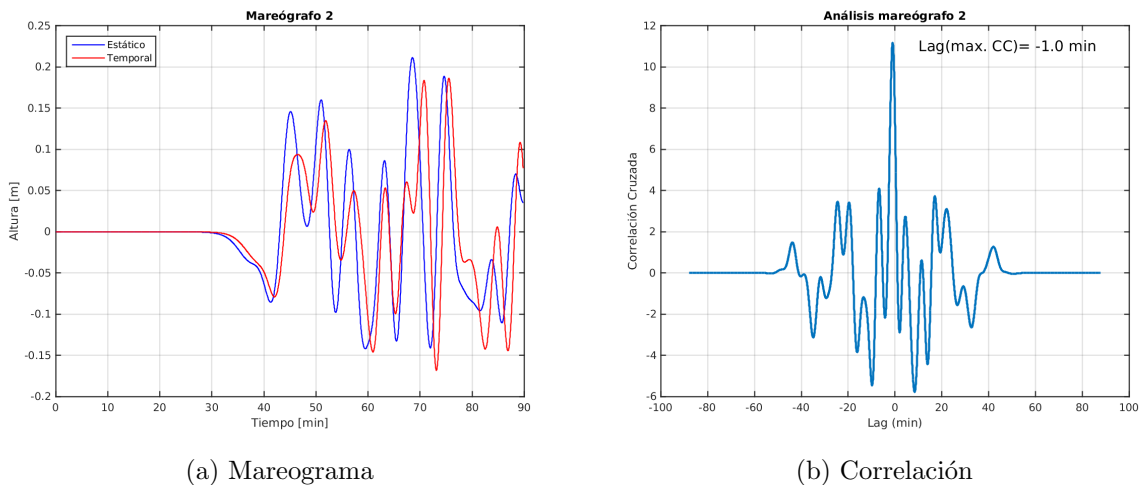 Mareógrafo 2
0.25
0.2
0.15
0.1
0.05
0
-0.05
-0.1
-0.15
-0.2
Altura [m]
Estático
Temporal
0 10 20 30 40 50 60 70 80 90
Tiempo [min]
(a) Mareograma
Análisis mareógrafo 2
12
10
8
6
4
2
0
-2
-4
-6
Correlación Cruzada
Lag(max. CC)= -1.0 min
-100 -80 -60 -40 -20 0 20 40 60 80 100
Lag (min)
(b) Correlación